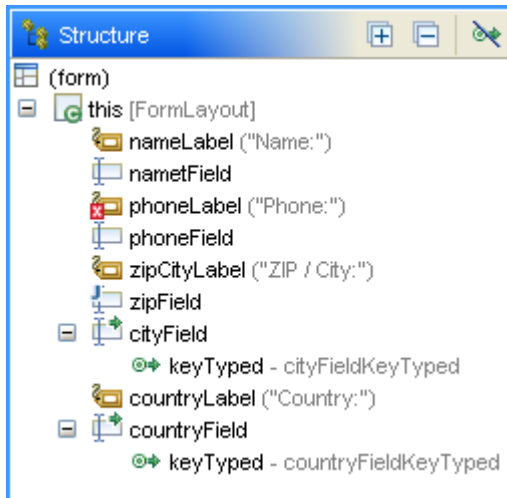 Structure
(form)
this [FormLayout]
nameLabel ("Name:")
nametField
phoneLabel ("Phone:")
phoneField
zipCityLabel ("ZIP / City:")
zipField
cityField
keyTyped - cityFieldKeyTyped
countryLabel ("Country:")
countryField
keyTyped - countryFieldKeyTyped